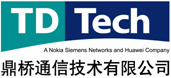 TD Tech
A Nokia Siemens Networks and Huawei Company
鼎桥通信技术有限公司